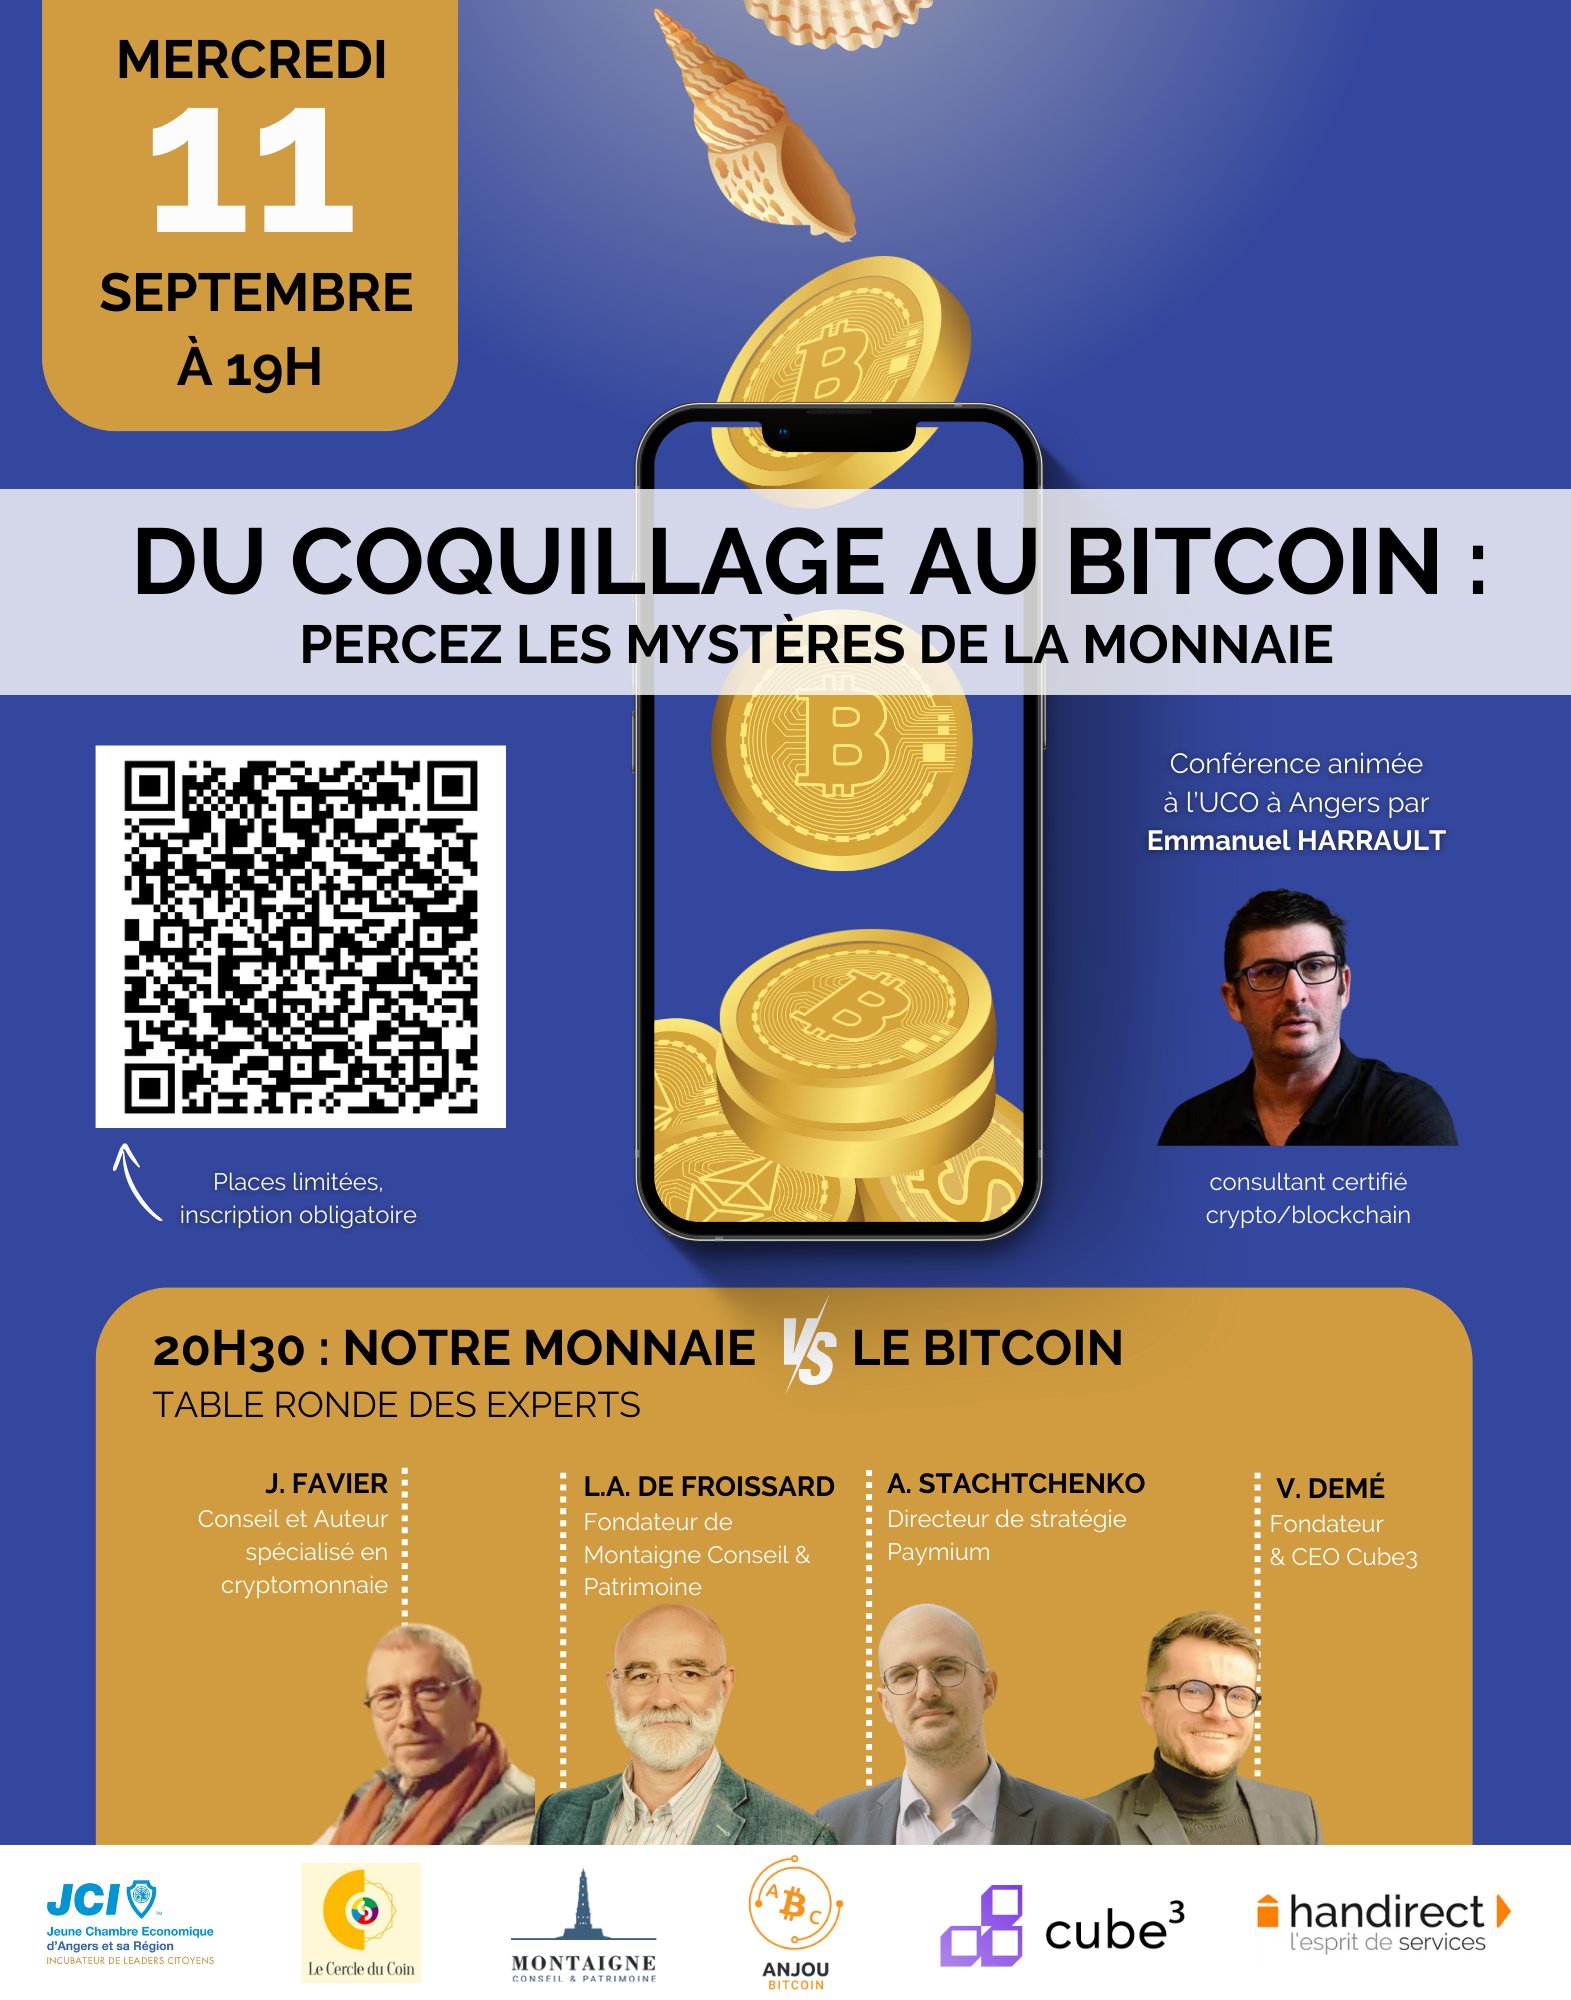 MERCREDI
11
SEPTEMBRE
À 19H
DU COQUILLAGE AU BITCOIN :
PERCEZ LES MYSTÈRES DE LA MONNAIE
Conférence animée
à l'UCO à Angers par
Emmanuel HARRAULT
Places limitées,
inscription obligatoire
consultant certifié
crypto/blockchain
20H30 : NOTRE MONNAIE VS LE BITCOIN
TABLE RONDE DES EXPERTS
J. FAVIER
Conseil et Auteur
spécialisé en
cryptomonnaie
L.A. DE FROISSARD
Fondateur de
Montaigne Conseil &
Patrimoine
A. STACHTCHENKO
Directeur de stratégie
Paymium
V. DEMÉ
Fondateur
& CEO Cube3
JCI
Jeune Chambre Economique
d'Angers et sa Région
INCUBATEUR DE LEADERS CITOYENS
Le Cercle du Coin
MONTAIGNE
CONSEIL & PATRIMOINE
A B C
ANJOU
BITCOIN
cube³
handirect
l'esprit de services